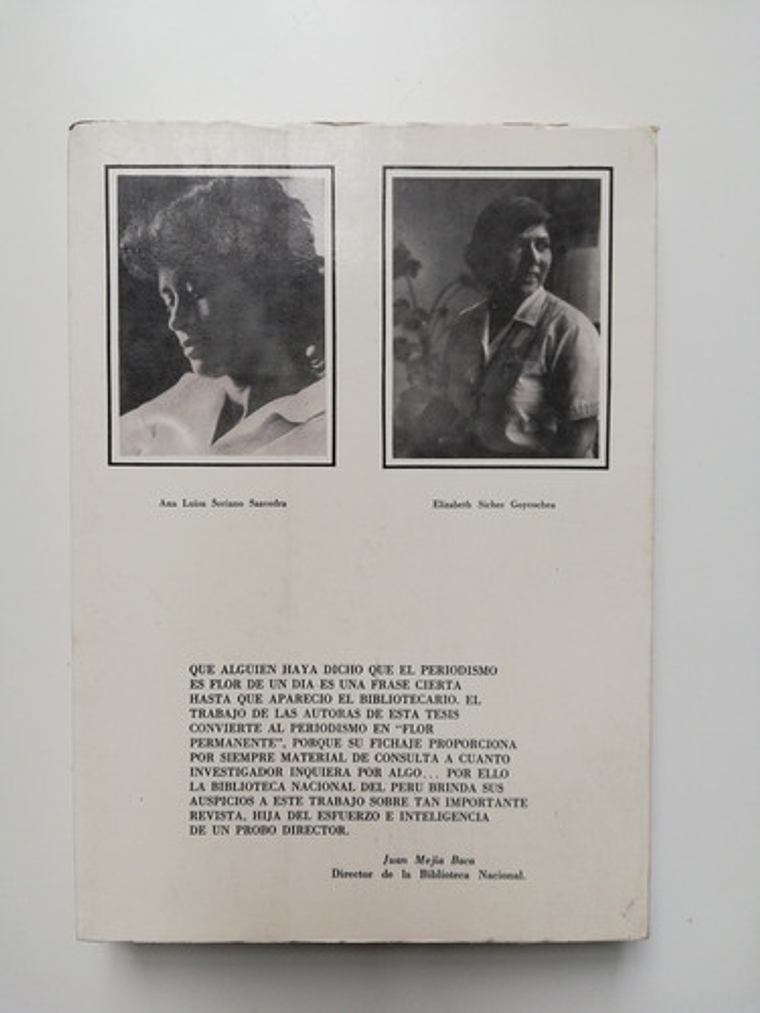 Ana Luisa Soriano Saavedra
Elizabeth Sicher Goycochea
QUE ALGUIEN HAYA DICHO QUE EL PERIODISMO
ES FLOR DE UN DIA ES UNA FRASE CIERTA
HASTA QUE APARECIO EL BIBLIOTECARIO. EL
TRABAJO DE LAS AUTORAS DE ESTA TESIS
CONVIERTE AL PERIODISMO EN "FLOR
PERMANENTE", PORQUE SU FICHAJE PROPORCIONA
POR SIEMPRE MATERIAL DE CONSULTA A CUANTO
INVESTIGADOR INQUIERA POR ALGO... POR ELLO
LA BIBLIOTECA NACIONAL DEL PERU BRINDA SUS
AUSPICIOS A ESTE TRABAJO SOBRE TAN IMPORTANTE
REVISTA, HIJA DEL ESFUERZO E INTELIGENCIA
DE UN PROBO DIRECTOR.
Juan Mejía Baca
Director de la Biblioteca Nacional.